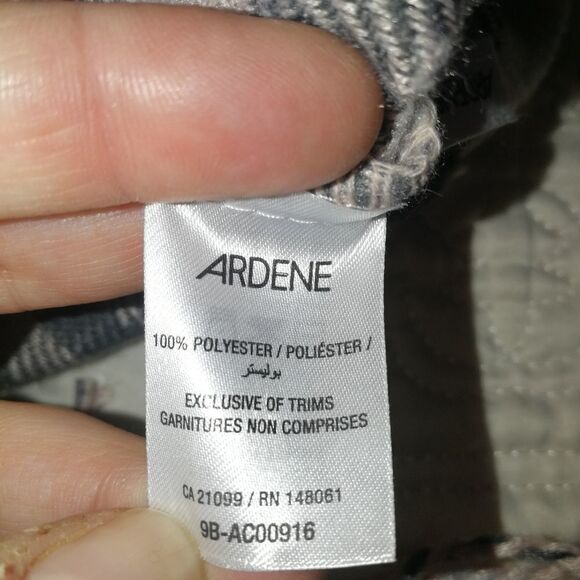 ARDENE
100% POLYESTER / POLIÉSTER /
بوليستر
EXCLUSIVE OF TRIMS
GARNITURES NON COMPRISES
CA 21099 / RN 148061
9B-AC00916